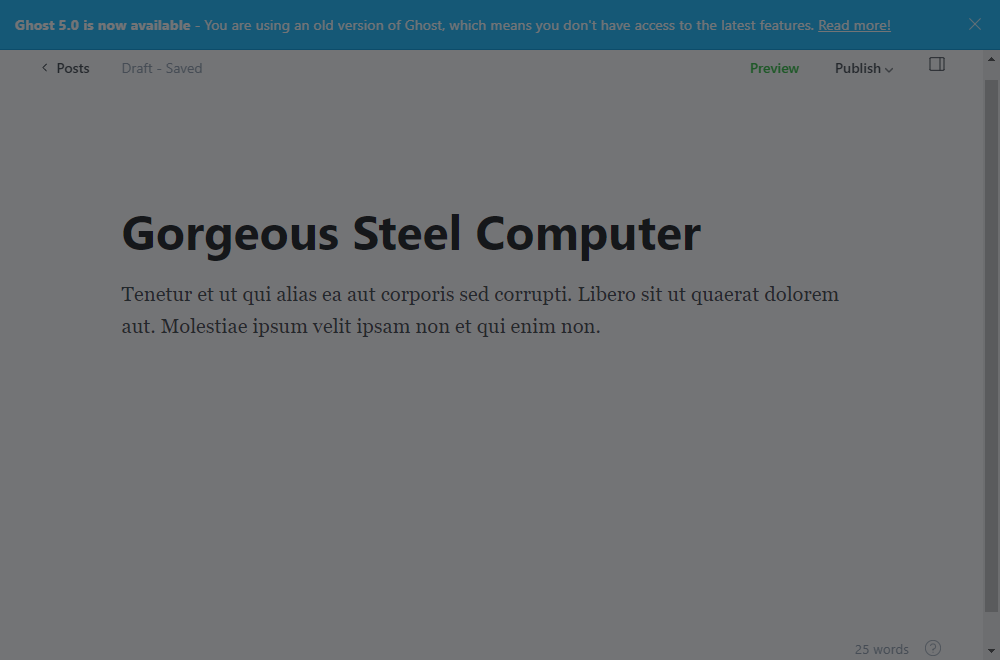 Ghost 5.0 is now available - You are using an old version of Ghost, which means you don't have access to the latest features. Read more!
Posts
Draft - Saved
Preview
Publish
Gorgeous Steel Computer
Tenetur et ut qui alias ea aut corporis sed corrupti. Libero sit ut quaerat dolorem
aut. Molestiae ipsum velit ipsam non et qui enim non.
25 words
?